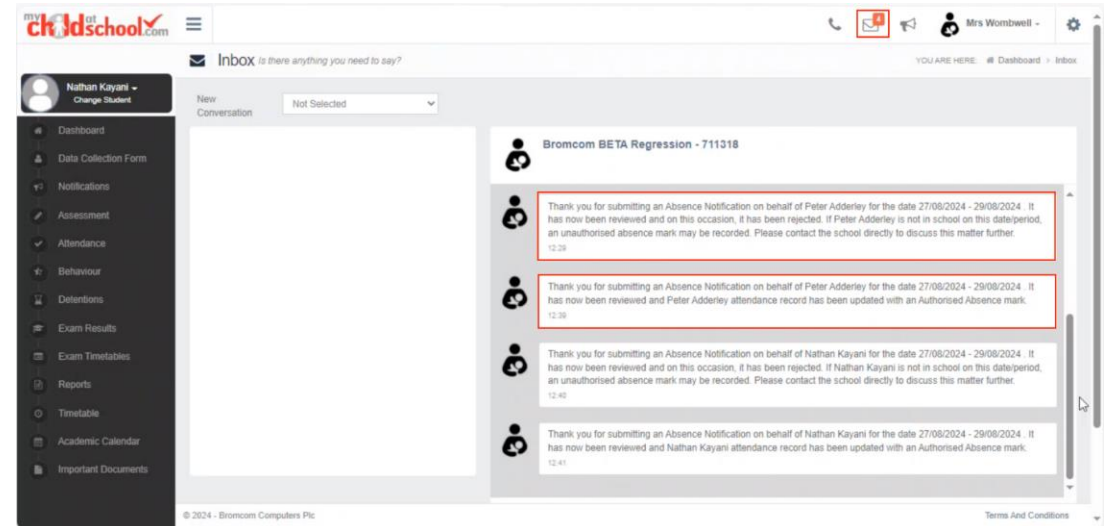 my child at school.com
4
Mrs Wombwell
Inbox Is there anything you need to say?
YOU ARE HERE: Dashboard > Inbox
Nathan Kayani
Change Student
New
Conversation
Not Selected
Dashboard
Data Collection Form
Notifications
Assessment
Attendance
Behaviour
Detentions
Exam Results
Exam Timetables
Reports
Timetable
Academic Calendar
Important Documents
Bromcom BETA Regression - 711318
Thank you for submitting an Absence Notification on behalf of Peter Adderley for the date 27/08/2024 - 29/08/2024 . It
has now been reviewed and on this occasion, it has been rejected. If Peter Adderley is not in school on this date/period,
an unauthorised absence mark may be recorded. Please contact the school directly to discuss this matter further.
12:29
Thank you for submitting an Absence Notification on behalf of Peter Adderley for the date 27/08/2024 - 29/08/2024 . It
has now been reviewed and Peter Adderley attendance record has been updated with an Authorised Absence mark.
12:39
Thank you for submitting an Absence Notification on behalf of Nathan Kayani for the date 27/08/2024 - 29/08/2024 . It
has now been reviewed and on this occasion, it has been rejected. If Nathan Kayani is not in school on this date/period,
an unauthorised absence mark may be recorded. Please contact the school directly to discuss this matter further.
12:40
Thank you for submitting an Absence Notification on behalf of Nathan Kayani for the date 27/08/2024 - 29/08/2024 . It
has now been reviewed and Nathan Kayani attendance record has been updated with an Authorised Absence mark.
12:41
© 2024 - Bromcom Computers Plc
Terms And Conditions